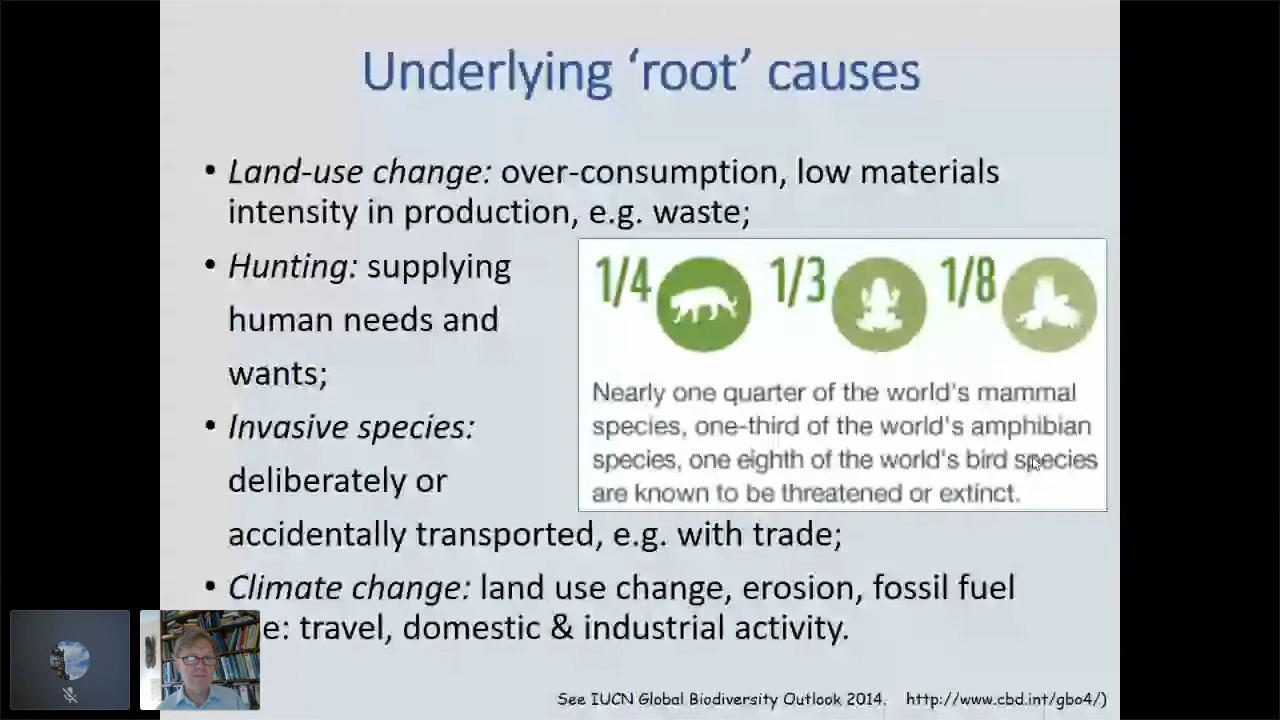 Underlying ‘root’ causes
• Land-use change: over-consumption, low materials
intensity in production, e.g. waste;
• Hunting: supplying
human needs and
wants;
• Invasive species:
deliberately or
accidentally transported, e.g. with trade;
• Climate change: land use change, erosion, fossil fuel
e: travel, domestic & industrial activity.
1/4 1/3 1/8
Nearly one quarter of the world's mammal
species, one-third of the world's amphibian
species, one eighth of the world's bird species
are known to be threatened or extinct.
See IUCN Global Biodiversity Outlook 2014. http://www.cbd.int/gbo4/)